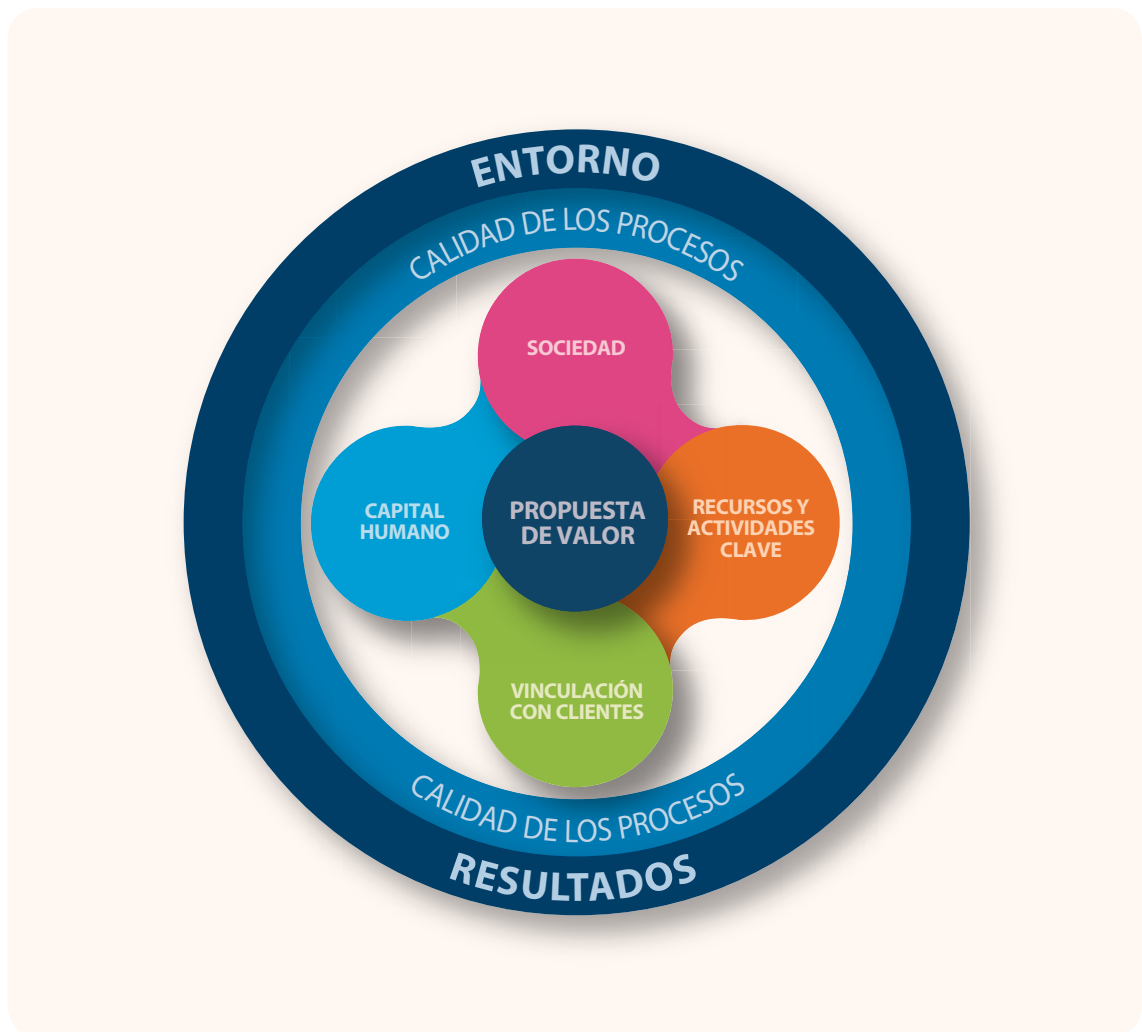 ENTORNO
CALIDAD DE LOS PROCESOS
SOCIEDAD
CAPITAL
HUMANO
PROPUESTA
DE VALOR
RECURSOS Y
ACTIVIDADES
CLAVE
VINCULACIÓN
CON CLIENTES
CALIDAD DE LOS PROCESOS
RESULTADOS